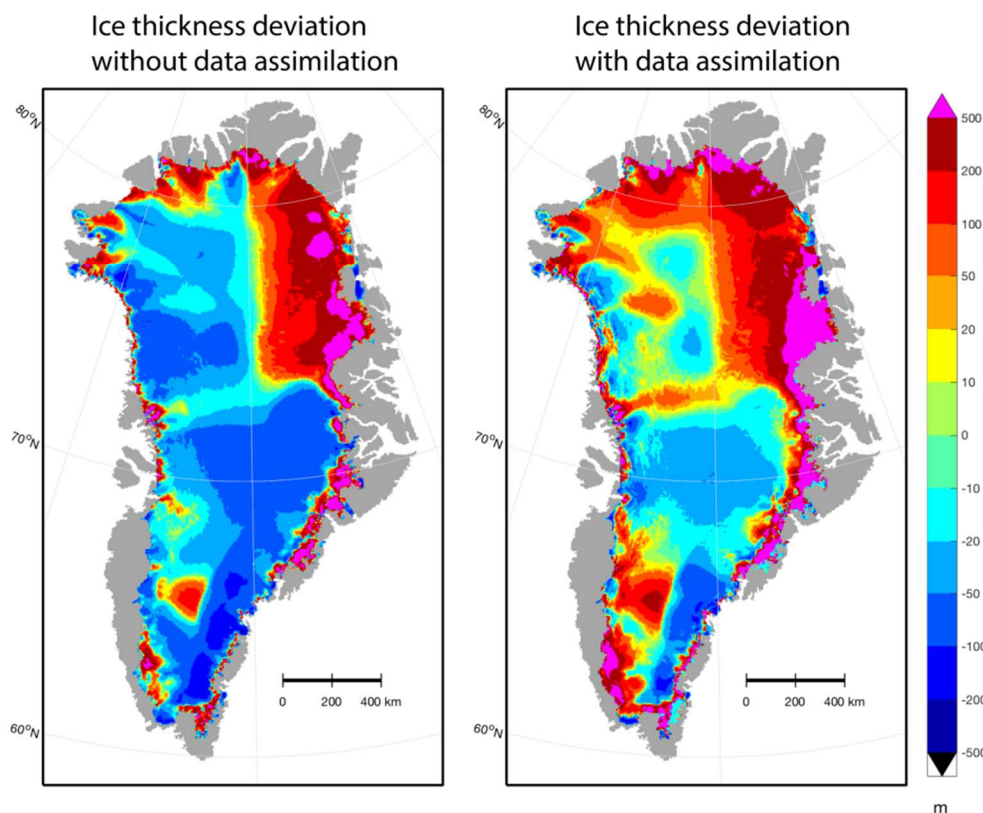 Ice thickness deviation
without data assimilation
Ice thickness deviation
with data assimilation
80°N
70°N
60°N
0 200 400 km
80°N
70°N
60°N
0 200 400 km
500
200
100
50
20
10
0
-10
-20
-50
-100
-200
-500
m